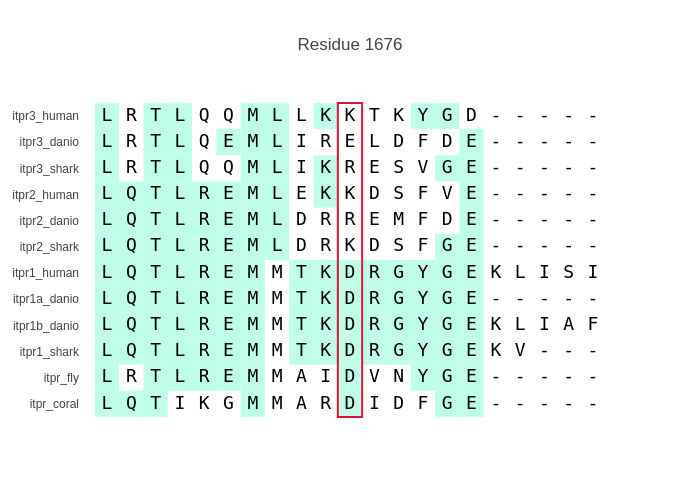 Residue 1676
itpr3_human L R T L Q Q M L L K K T K Y G D - - - - -
itpr3_danio L R T L Q E M L I R E L D F D E - - - - -
itpr3_shark L R T L Q Q M L I K R E S V G E - - - - -
itpr2_human L Q T L R E M L E K K D S F V E - - - - -
itpr2_danio L Q T L R E M L D R R E M F D E - - - - -
itpr2_shark L Q T L R E M L D R K D S F G E - - - - -
itpr1_human L Q T L R E M M T K D R G Y G E K L I S I
itpr1a_danio L Q T L R E M M T K D R G Y G E - - - - -
itpr1b_danio L Q T L R E M M T K D R G Y G E K L I A F
itpr1_shark L Q T L R E M M T K D R G Y G E K V - - -
itpr_fly L R T L R E M M A I D V N Y G E - - - - -
itpr_coral L Q T I K G M M A R D I D F G E - - - - -